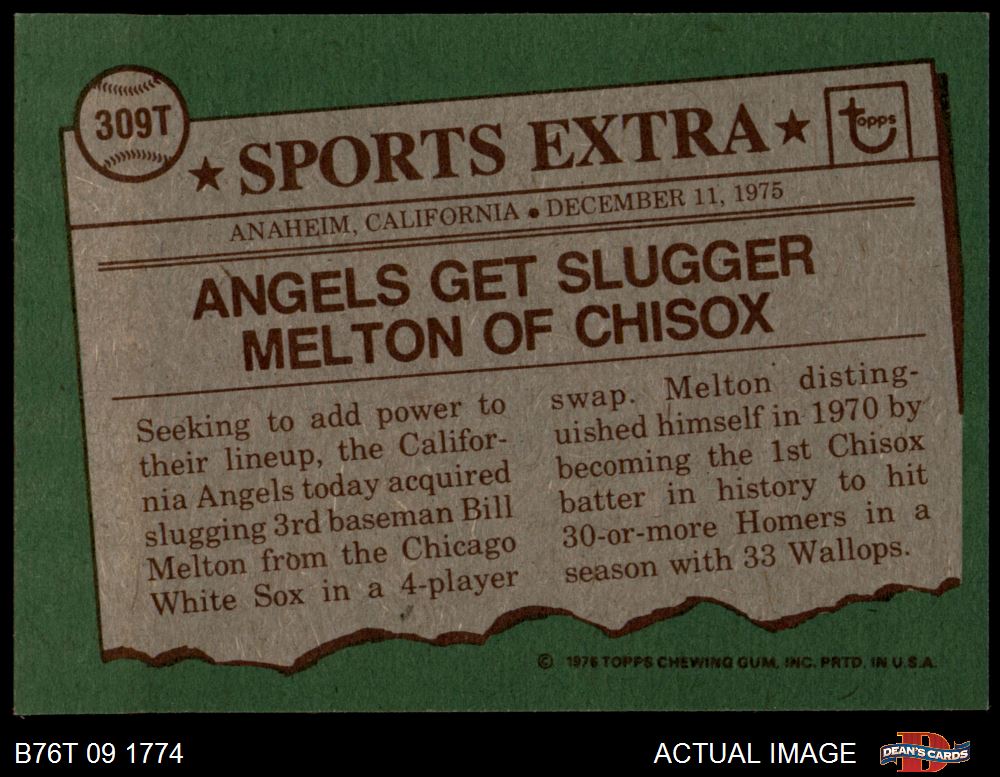 309T
★ SPORTS EXTRA ★
topps
ANAHEIM, CALIFORNIA • DECEMBER 11, 1975
ANGELS GET SLUGGER
MELTON OF CHISOX
Seeking to add power to
their lineup, the Califor-
nia Angels today acquired
slugging 3rd baseman Bill
Melton from the Chicago
White Sox in a 4-player
swap. Melton disting-
uished himself in 1970 by
becoming the 1st Chisox
batter in history to hit
30-or-more Homers in a
season with 33 Wallops.
© 1976 TOPPS CHEWING GUM, INC. PRTD. IN U.S.A.
B76T 09 1774
ACTUAL IMAGE
DEAN'S CARDS